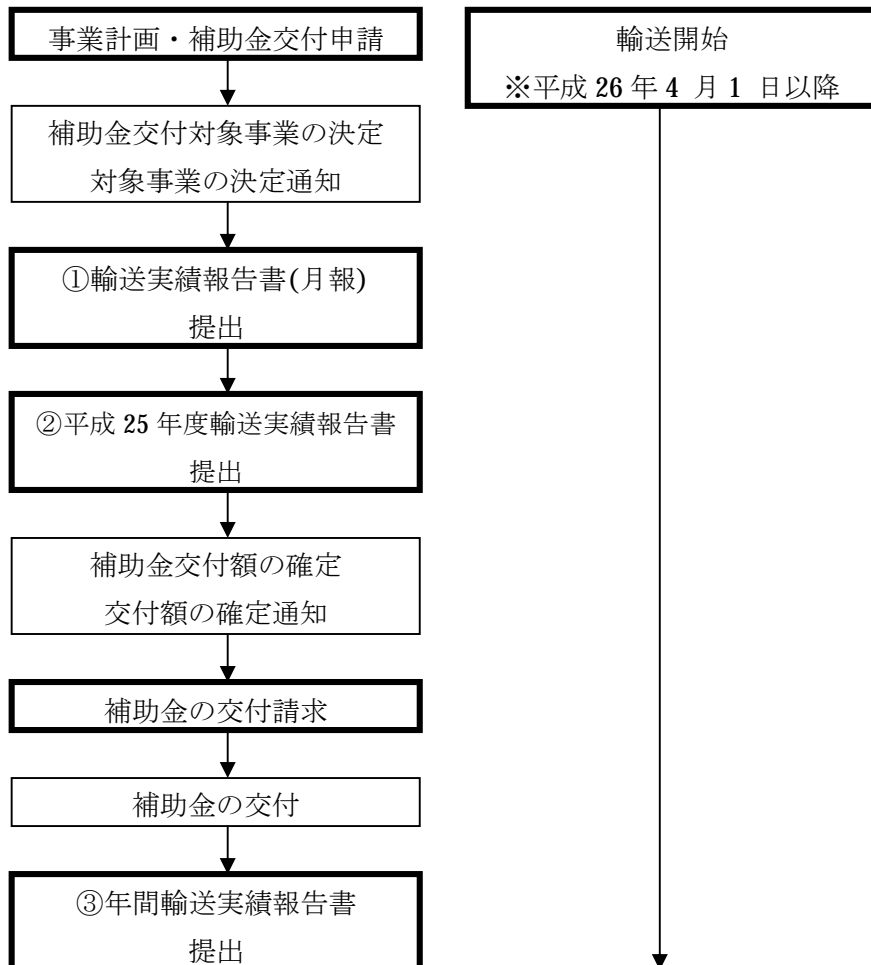 事業計画・補助金交付申請
補助金交付対象事業の決定
対象事業の決定通知
①輸送実績報告書(月報)
提出
②平成 25 年度輸送実績報告書
提出
補助金交付額の確定
交付額の確定通知
補助金の交付請求
補助金の交付
③年間輸送実績報告書
提出
輸送開始
※平成 26 年 4 月 1 日以降